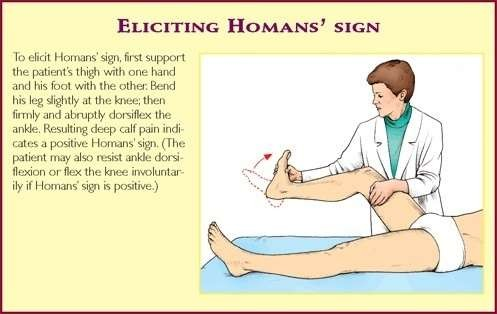 ELICITING HOMANS' SIGN
To elicit Homans' sign, first support
the patient's thigh with one hand
and his foot with the other. Bend
his leg slightly at the knee; then
firmly and abruptly dorsiflex the
ankle. Resulting deep calf pain indi-
cates a positive Homans' sign. (The
patient may also resist ankle dorsi-
flexion or flex the knee involuntar-
ily if Homans' sign is positive.)